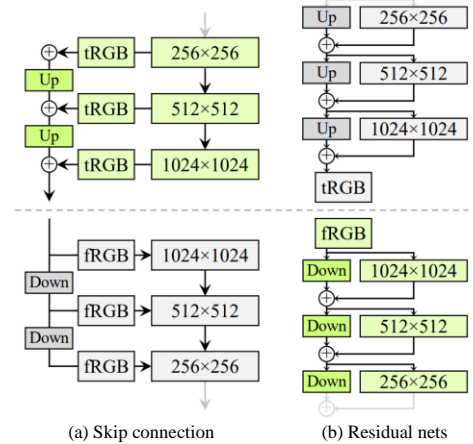 tRGB 256×256
Up
tRGB 512×512
Up
tRGB 1024×1024
Up 256×256
Up 512×512
Up 1024×1024
tRGB
fRGB 1024×1024
Down
fRGB 512×512
Down
fRGB 256×256
fRGB
Down 1024×1024
Down 512×512
Down 256×256
(a) Skip connection
(b) Residual nets